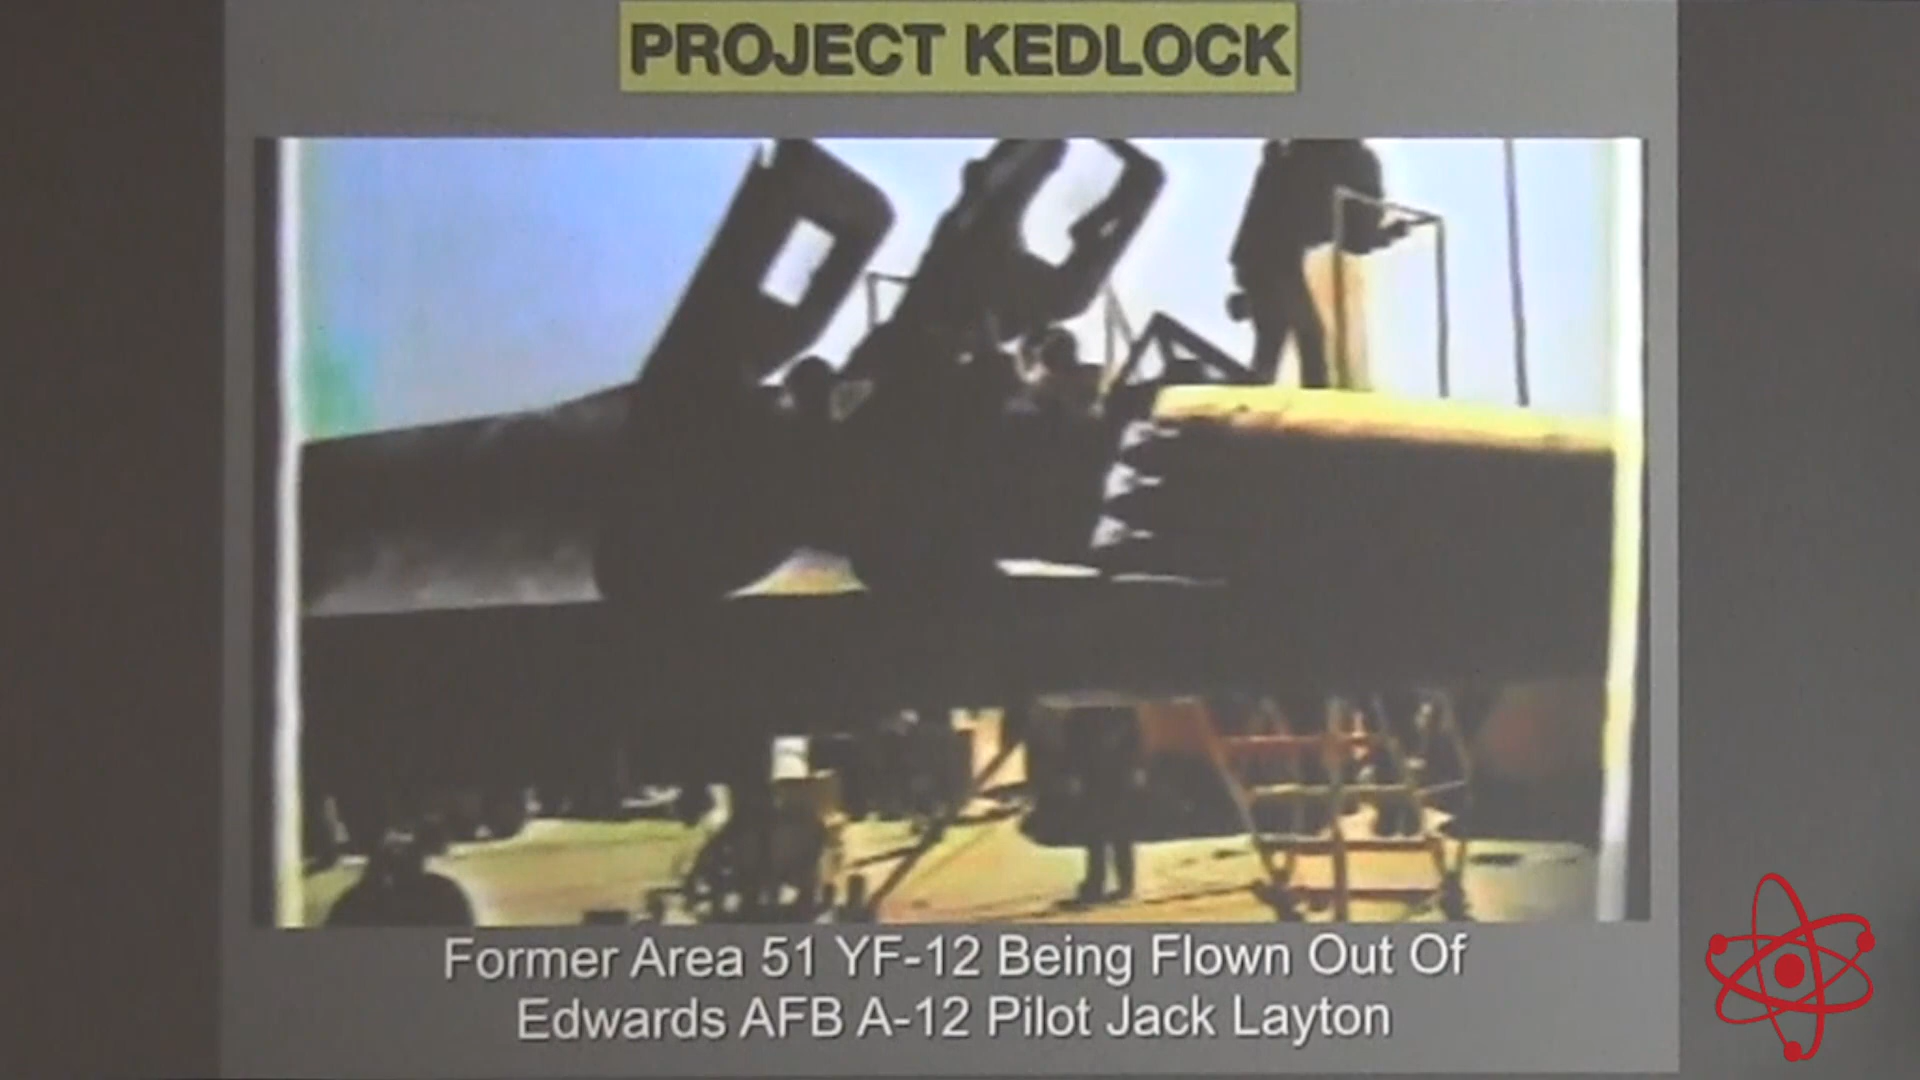 PROJECT KEDLOCK
Former Area 51 YF-12 Being Flown Out Of
Edwards AFB A-12 Pilot Jack Layton